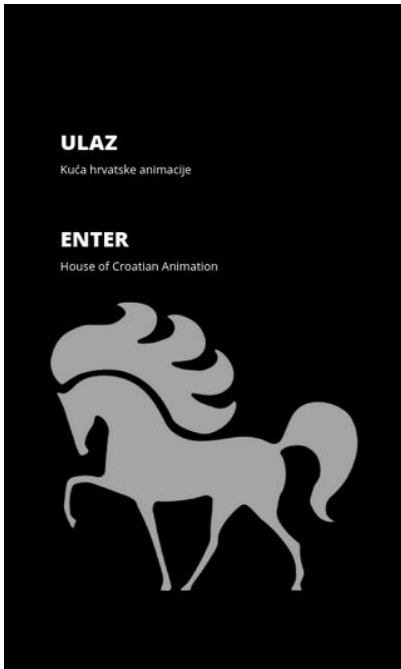 ULAZ
Kuća hrvatske animacije
ENTER
House of Croatian Animation